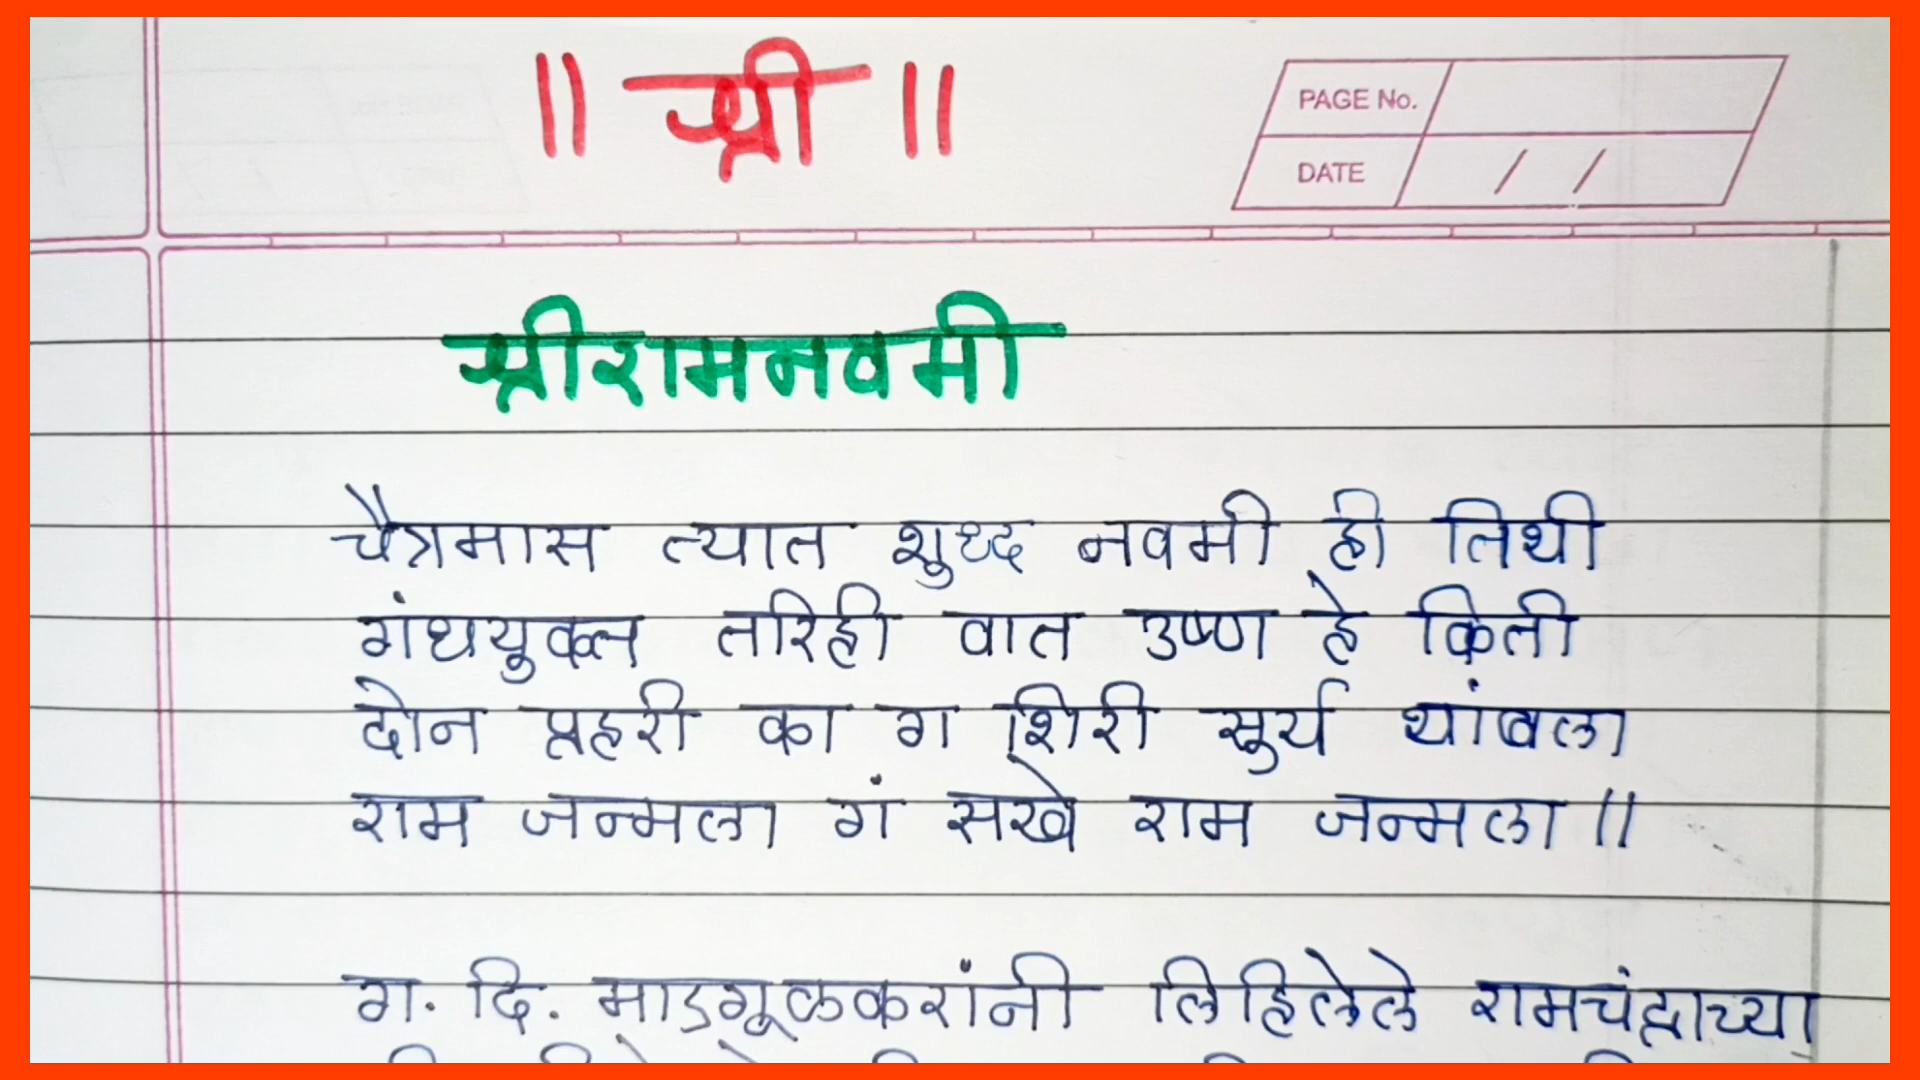 ॥ श्री ॥
PAGE No.
DATE / /
श्रीरामनवमी
चैत्रमास त्यात शुध्द नवमी ही तिथी
गंधयुक्त तरिही वात उष्ण हे किती
दोन प्रहरी का ग शिरी सूर्य थांबला
राम जन्मला गं सखे राम जन्मला ॥
ग. दि. माडगूळकरांनी लिहिलेले रामचंद्राच्या